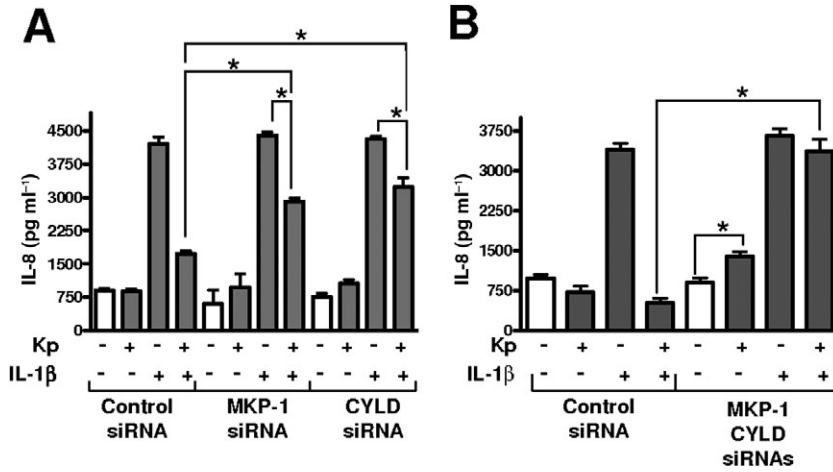 A
*
*
*
*
4500
3750
3000
2250
1500
750
0
IL-8 (pg ml⁻¹)
Kp - + - + - + - + - + - +
IL-1β - - + + - - + + - - + +
Control siRNA
MKP-1 siRNA
CYLD siRNA
B
*
*
3750
3000
2250
1500
750
0
IL-8 (pg ml⁻¹)
Kp - + - + - + - +
IL-1β - - + + - - + +
Control siRNA
MKP-1
CYLD
siRNAs